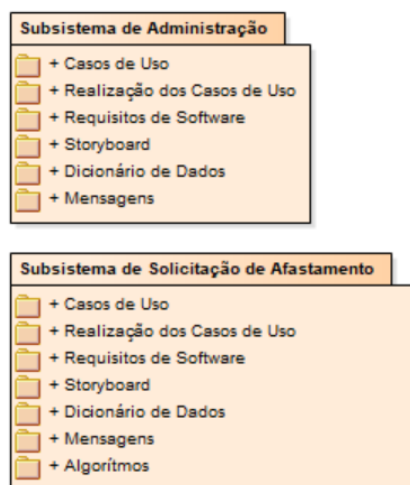 Subsistema de Administração
+ Casos de Uso
+ Realização dos Casos de Uso
+ Requisitos de Software
+ Storyboard
+ Dicionário de Dados
+ Mensagens
Subsistema de Solicitação de Afastamento
+ Casos de Uso
+ Realização dos Casos de Uso
+ Requisitos de Software
+ Storyboard
+ Dicionário de Dados
+ Mensagens
+ Algorítmos